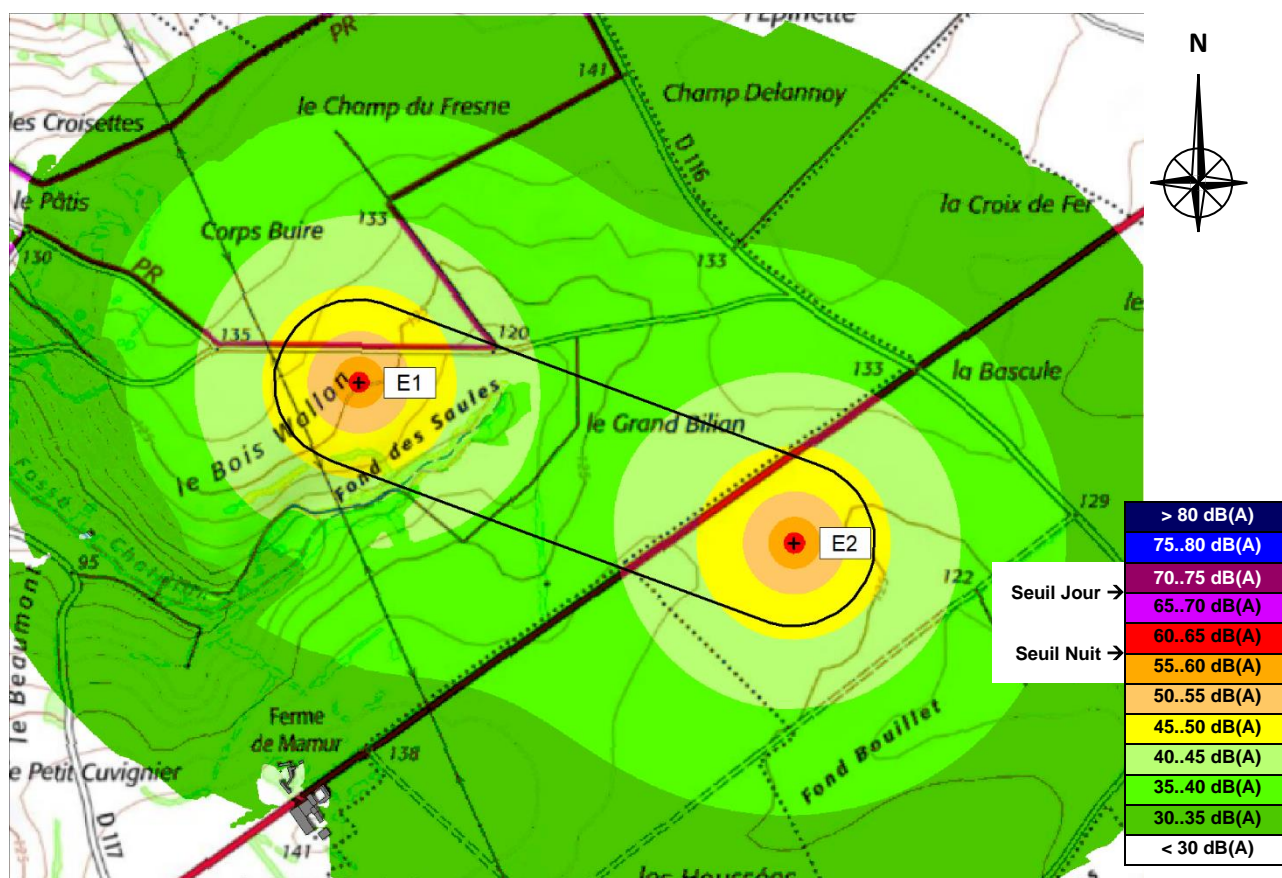 l'Epinette
N
PR
141
le Champ du Fresne
Champ Delannoy
les Croisettes
D 116
le Pâtis
la Croix de Fer
133
Corps Buire
130
PR
133
les
135
120
la Bascule
133
E1
le Bois Wallon
Fond des Saules
le Grand Bilian
125
129
E2
95
122
125
le Beaumont
Ferme
de Mamur
138
Fond Bouillet
le Petit Cuvignier
D 117
125
141
les Houssées
> 80 dB(A)
75..80 dB(A)
Seuil Jour → 70..75 dB(A)
65..70 dB(A)
60..65 dB(A)
Seuil Nuit → 55..60 dB(A)
50..55 dB(A)
45..50 dB(A)
40..45 dB(A)
35..40 dB(A)
30..35 dB(A)
< 30 dB(A)